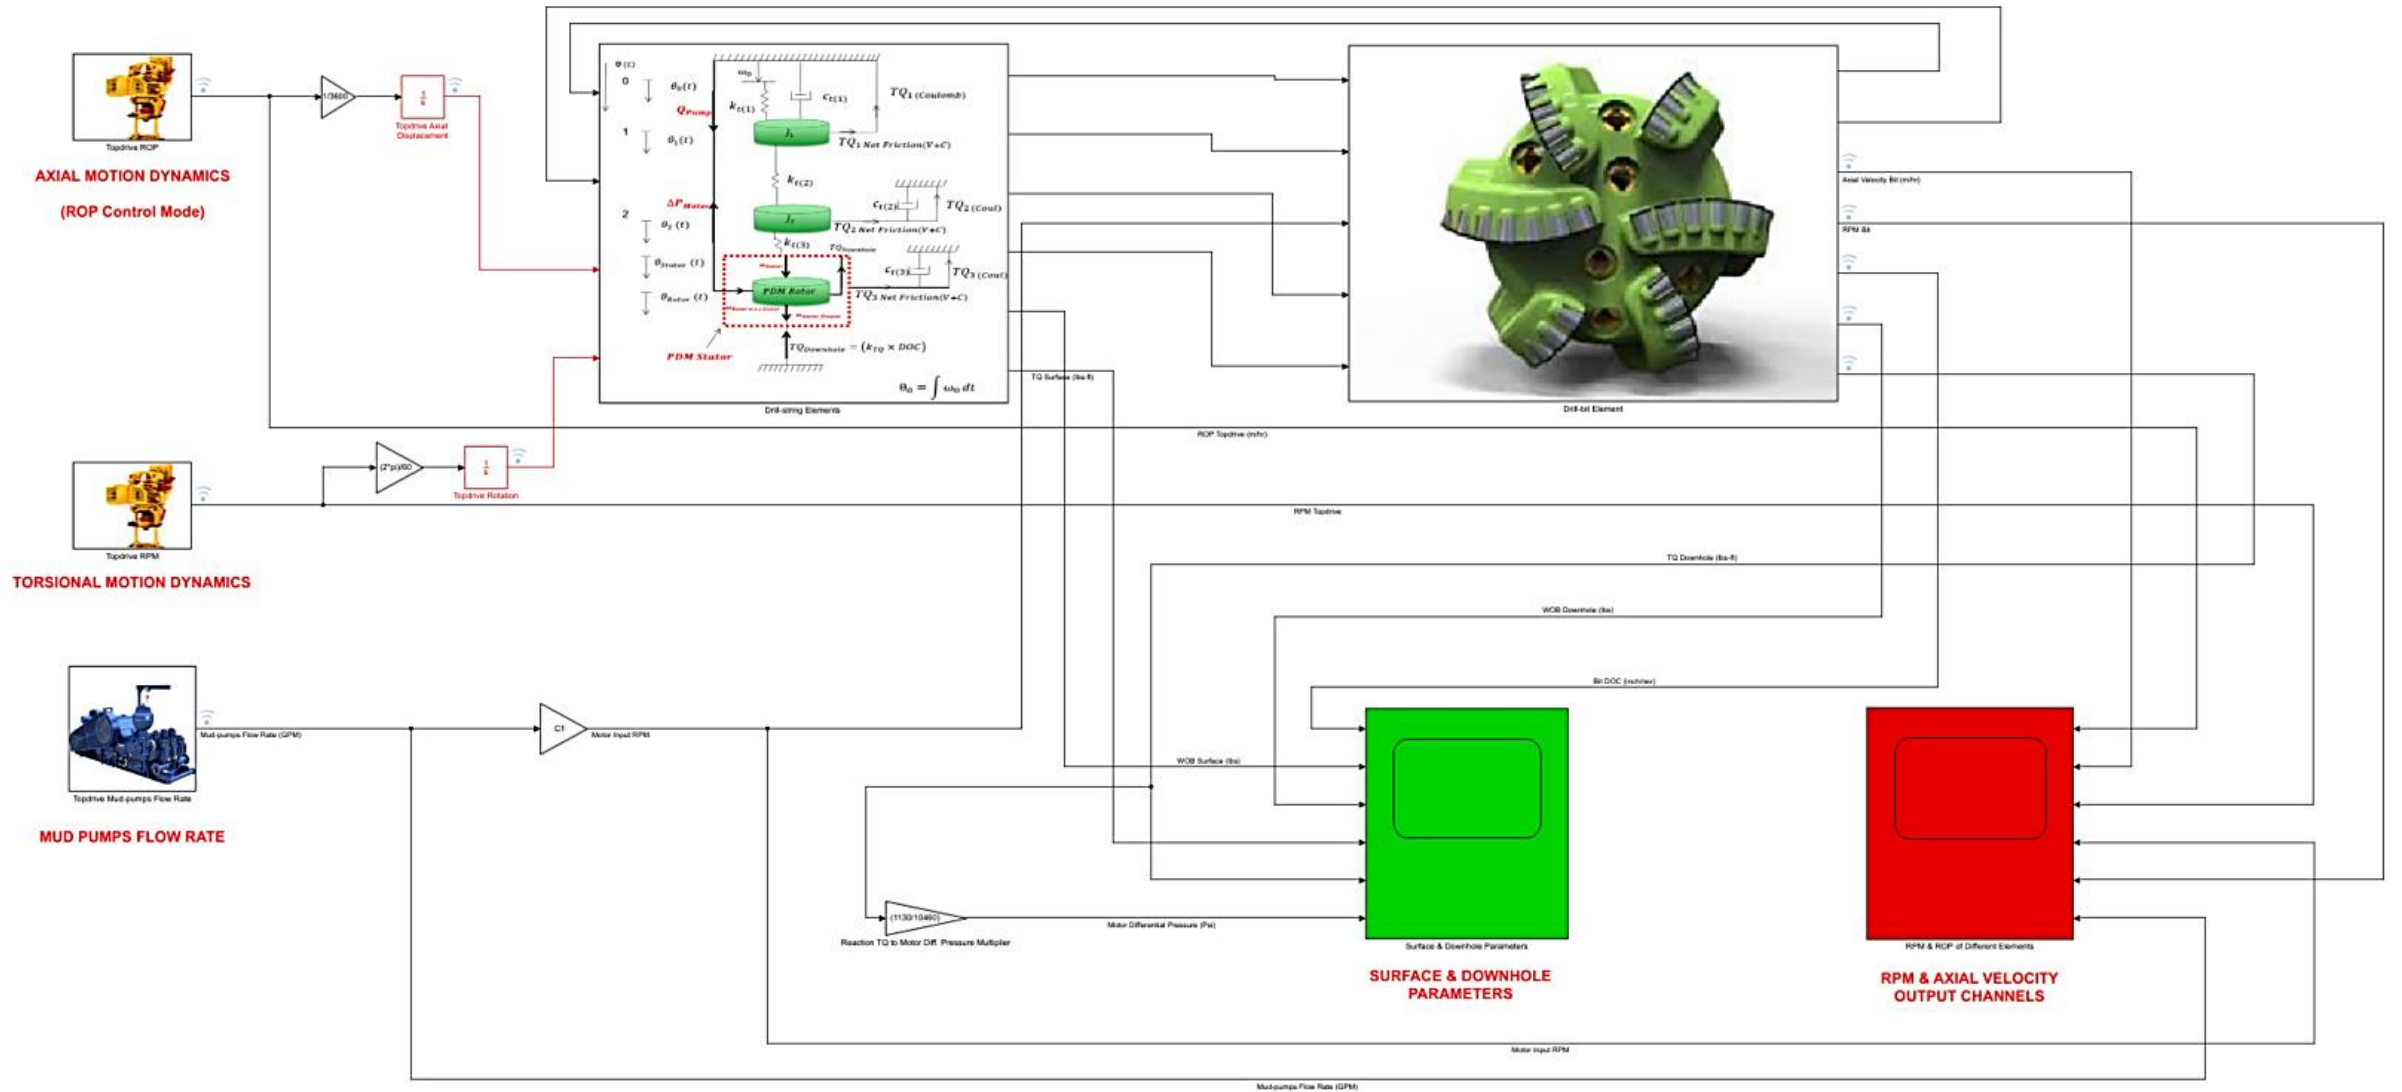 Topdrive ROP
AXIAL MOTION DYNAMICS
(ROP Control Mode)
1/3600
Topdrive Axial
Displacement
θ (t)
0
θ₀(t)
1
θ₁(t)
2
θ₂ (t)
θStator (t)
θRotor (t)
ω₀
QPump
kt(1)
ct(1)
TQ1 (Coulomb)
J₁
TQ1 Net Friction(V+C)
kt(2)
ΔPMotor
J₂
ct(2)
TQ2 (Coul)
TQ2 Net Friction(V+C)
kt(3)
TQDownhole
PDM Rotor
ct(3)
TQ3 (Coul)
TQ3 Net Friction(V+C)
PDM Stator
TQDownhole = (kTQ × DOC)
θ₀ = ∫ ω₀ dt
Drill-string Elements
Drill-bit Element
Axial Velocity Bit (m/hr)
RPM Bit
TQ Surface (lbs-ft)
ROP Topdrive (m/hr)
(2*pi)/60
Topdrive Rotation
Topdrive RPM
TORSIONAL MOTION DYNAMICS
RPM Topdrive
TQ Downhole (lbs-ft)
WOB Downhole (lbs)
Bit DOC (inch/rev)
Mud-pumps Flow Rate (GPM)
C1
Motor Input RPM
Topdrive Mud-pumps Flow Rate
MUD PUMPS FLOW RATE
WOB Surface (lbs)
(1130/10460)
Reaction TQ to Motor Diff. Pressure Multiplier
Motor Differential Pressure (Psi)
Surface & Downhole Parameters
SURFACE & DOWNHOLE
PARAMETERS
RPM & ROP of Different Elements
RPM & AXIAL VELOCITY
OUTPUT CHANNELS
Motor Input RPM
Mud-pumps Flow Rate (GPM)